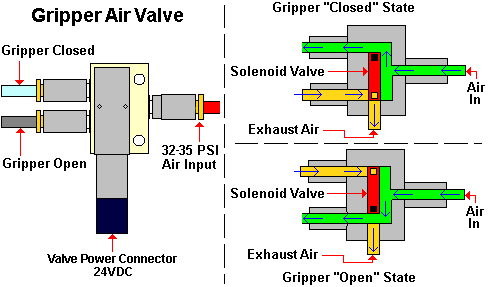 Gripper Air Valve
Gripper Closed
Gripper Open
32-35 PSI
Air Input
Valve Power Connector
24VDC
Gripper "Closed" State
Solenoid Valve
Air
In
Exhaust Air
Solenoid Valve
Air
In
Exhaust Air
Gripper "Open" State